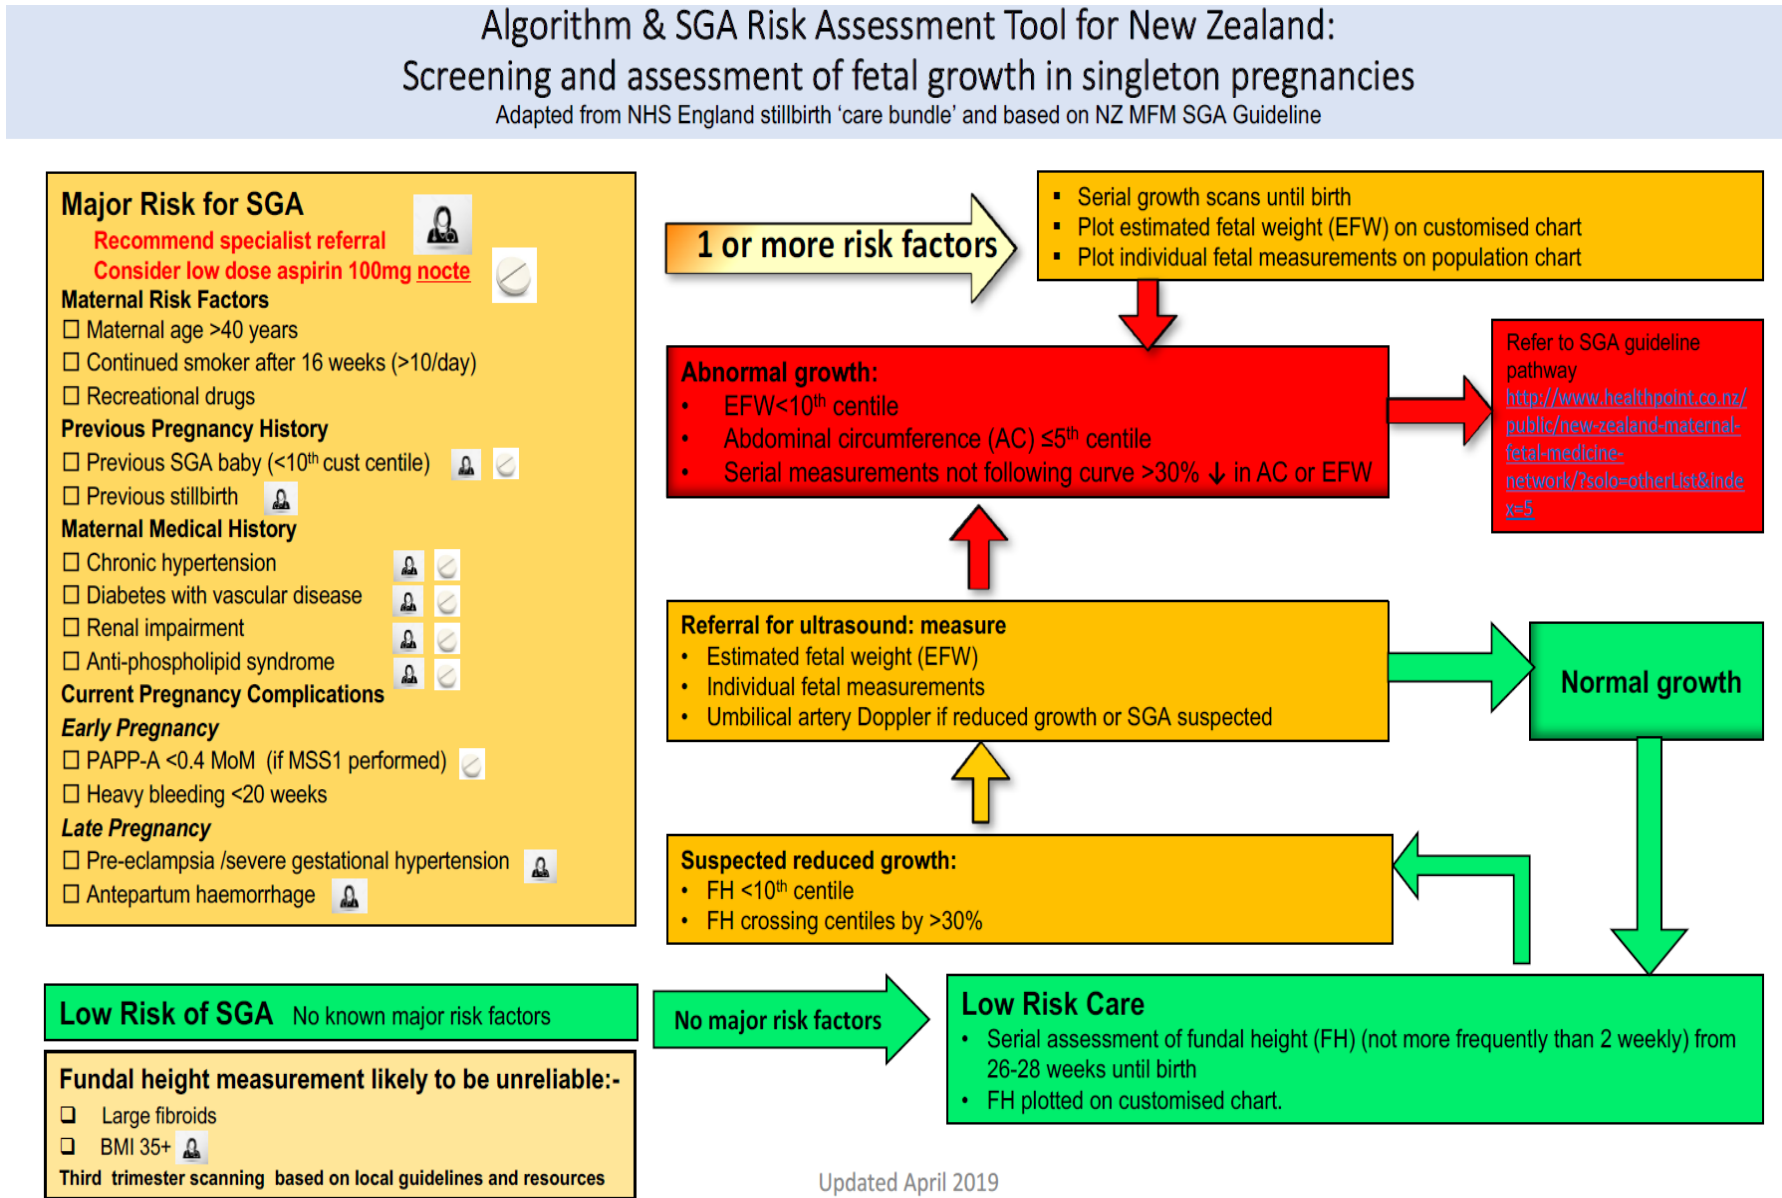 Algorithm & SGA Risk Assessment Tool for New Zealand:
Screening and assessment of fetal growth in singleton pregnancies
Adapted from NHS England stillbirth ‘care bundle’ and based on NZ MFM SGA Guideline
Major Risk for SGA
Recommend specialist referral
Consider low dose aspirin 100mg nocte
Maternal Risk Factors
☐ Maternal age >40 years
☐ Continued smoker after 16 weeks (>10/day)
☐ Recreational drugs
Previous Pregnancy History
☐ Previous SGA baby (<10th cust centile)
☐ Previous stillbirth
Maternal Medical History
☐ Chronic hypertension
☐ Diabetes with vascular disease
☐ Renal impairment
☐ Anti-phospholipid syndrome
Current Pregnancy Complications
Early Pregnancy
☐ PAPP-A <0.4 MoM (if MSS1 performed)
☐ Heavy bleeding <20 weeks
Late Pregnancy
☐ Pre-eclampsia /severe gestational hypertension
☐ Antepartum haemorrhage
1 or more risk factors
▪ Serial growth scans until birth
▪ Plot estimated fetal weight (EFW) on customised chart
▪ Plot individual fetal measurements on population chart
Abnormal growth:
• EFW<10th centile
• Abdominal circumference (AC) ≤5th centile
• Serial measurements not following curve >30% ↓ in AC or EFW
Refer to SGA guideline
pathway
http://www.healthpoint.co.nz/
public/new-zealand-maternal-
fetal-medicine-
network/?solo=otherList&inde
x=5
Referral for ultrasound: measure
• Estimated fetal weight (EFW)
• Individual fetal measurements
• Umbilical artery Doppler if reduced growth or SGA suspected
Normal growth
Suspected reduced growth:
• FH <10th centile
• FH crossing centiles by >30%
Low Risk of SGA No known major risk factors
No major risk factors
Low Risk Care
• Serial assessment of fundal height (FH) (not more frequently than 2 weekly) from
26-28 weeks until birth
• FH plotted on customised chart.
Fundal height measurement likely to be unreliable:-
❑ Large fibroids
❑ BMI 35+
Third trimester scanning based on local guidelines and resources
Updated April 2019